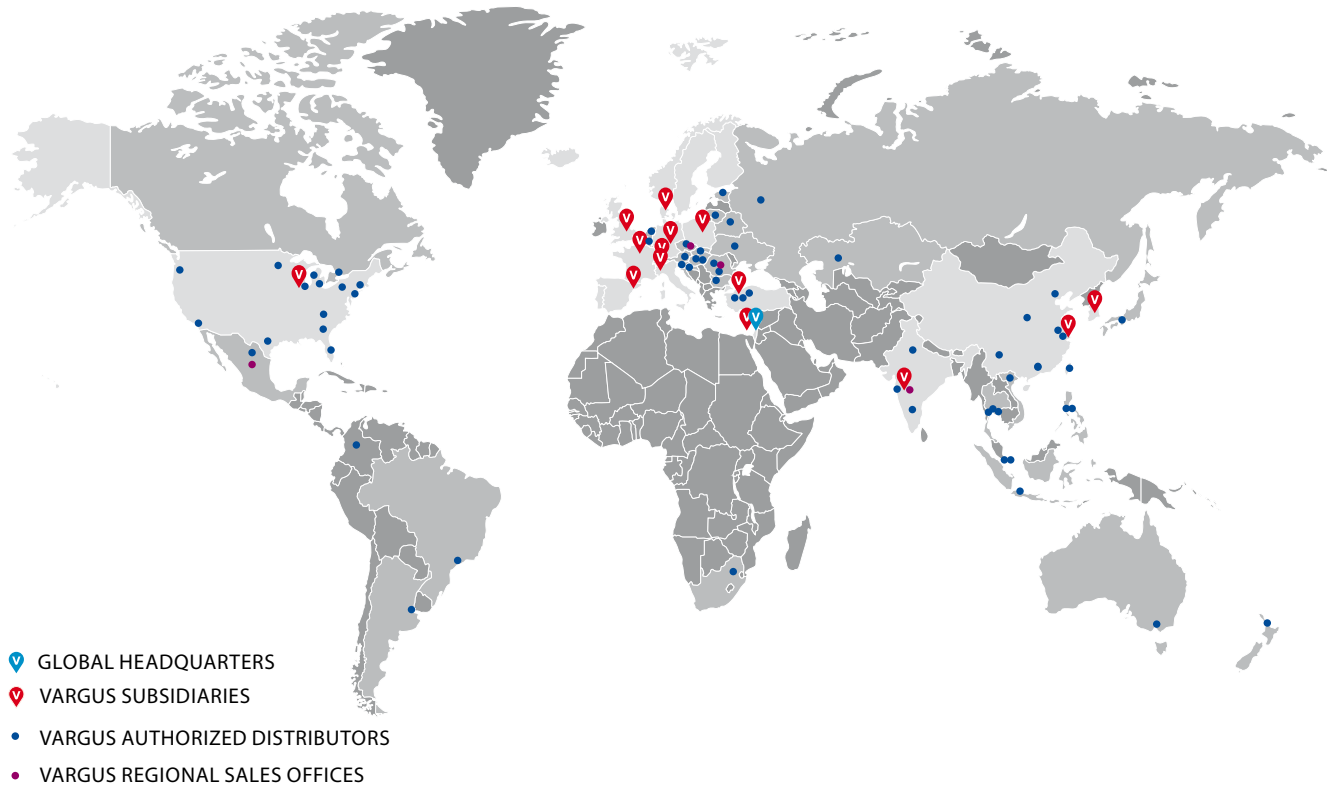 GLOBAL HEADQUARTERS
VARGUS SUBSIDIARIES
VARGUS AUTHORIZED DISTRIBUTORS
VARGUS REGIONAL SALES OFFICES